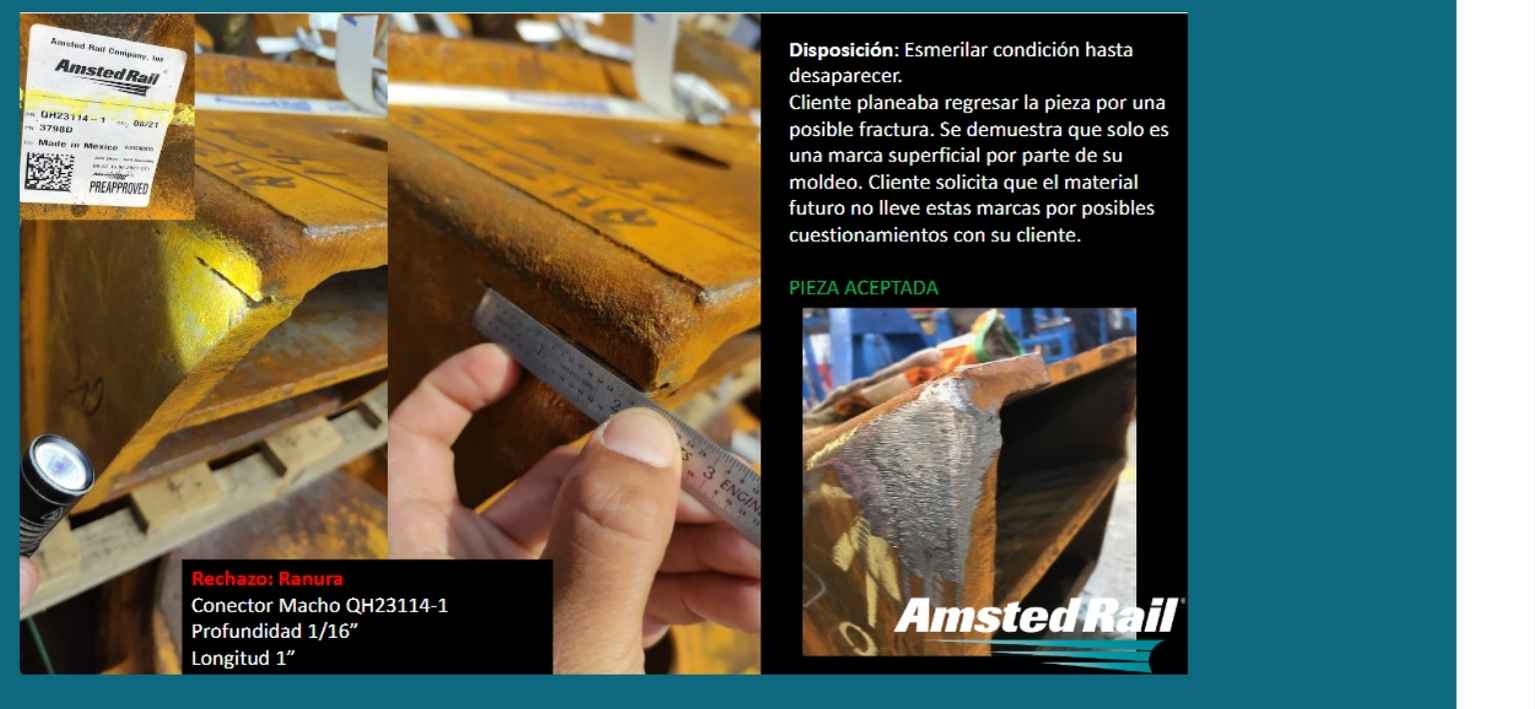 Amsted Rail Company, Inc
AmstedRail
QH23114-1 08/21
3798D
Made in Mexico
PREAPPROVED
Disposición: Esmerilar condición hasta
desaparecer.
Cliente planeaba regresar la pieza por una
posible fractura. Se demuestra que solo es
una marca superficial por parte de su
moldeo. Cliente solicita que el material
futuro no lleve estas marcas por posibles
cuestionamientos con su cliente.
PIEZA ACEPTADA
1
2
3
Rechazo: Ranura
Conector Macho QH23114-1
Profundidad 1/16”
Longitud 1”
AmstedRail